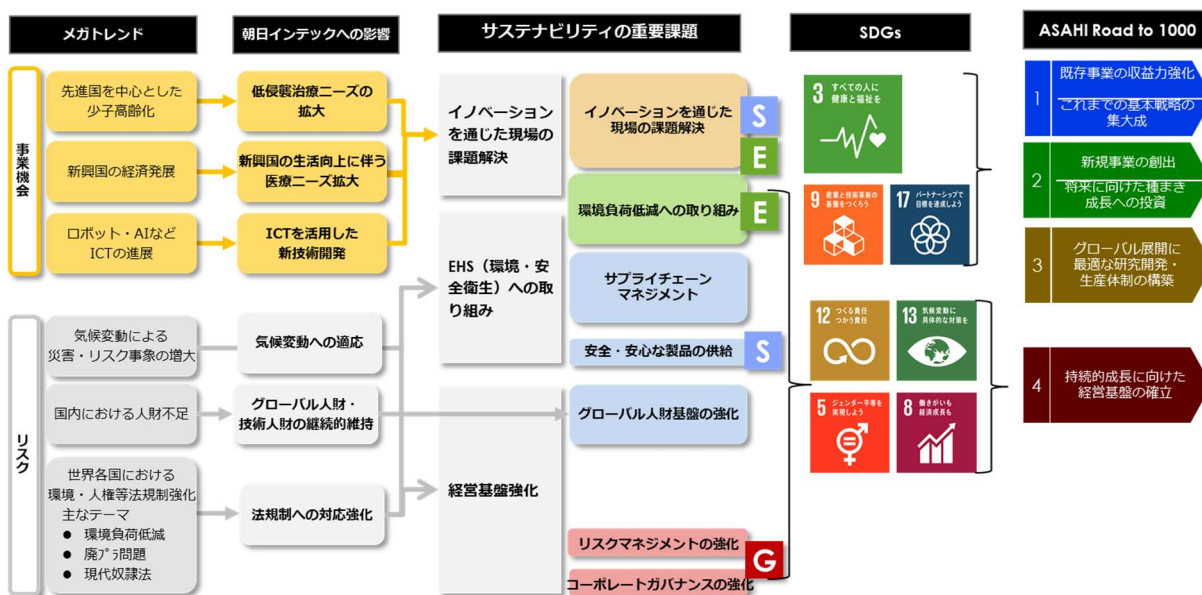 メガトレンド
朝日インテックへの影響
サステナビリティの重要課題
SDGs
ASAHI Road to 1000
事業機会
先進国を中心とした
少子高齢化
新興国の経済発展
ロボット・AIなど
ICTの進展
低侵襲治療ニーズの
拡大
新興国の生活向上に伴う
医療ニーズ拡大
ICTを活用した
新技術開発
リスク
気候変動による
災害・リスク事象の増大
国内における人財不足
世界各国における
環境・人権等法規制強化
主なテーマ
● 環境負荷低減
● 廃プラ問題
● 現代奴隷法
気候変動への適応
グローバル人財・
技術人財の継続的維持
法規制への対応強化
イノベーション
を通じた現場の
課題解決
EHS（環境・安
全衛生）への取
り組み
経営基盤強化
イノベーションを通じた
現場の課題解決
S
E
環境負荷低減への取り組み
E
サプライチェーン
マネジメント
安全・安心な製品の供給
S
グローバル人財基盤の強化
リスクマネジメントの強化
G
コーポレートガバナンスの強化
3 すべての人に
健康と福祉を
9 産業と技術革新の
基盤をつくろう
17 パートナーシップで
目標を達成しよう
12 つくる責任
つかう責任
13 気候変動に
具体的な対策を
5 ジェンダー平等を
実現しよう
8 働きがいも
経済成長も
1
既存事業の収益力強化
これまでの基本戦略の
集大成
2
新規事業の創出
将来に向けた種まき
成長への投資
3
グローバル展開に
最適な研究開発・
生産体制の構築
4
持続的成長に向けた
経営基盤の確立